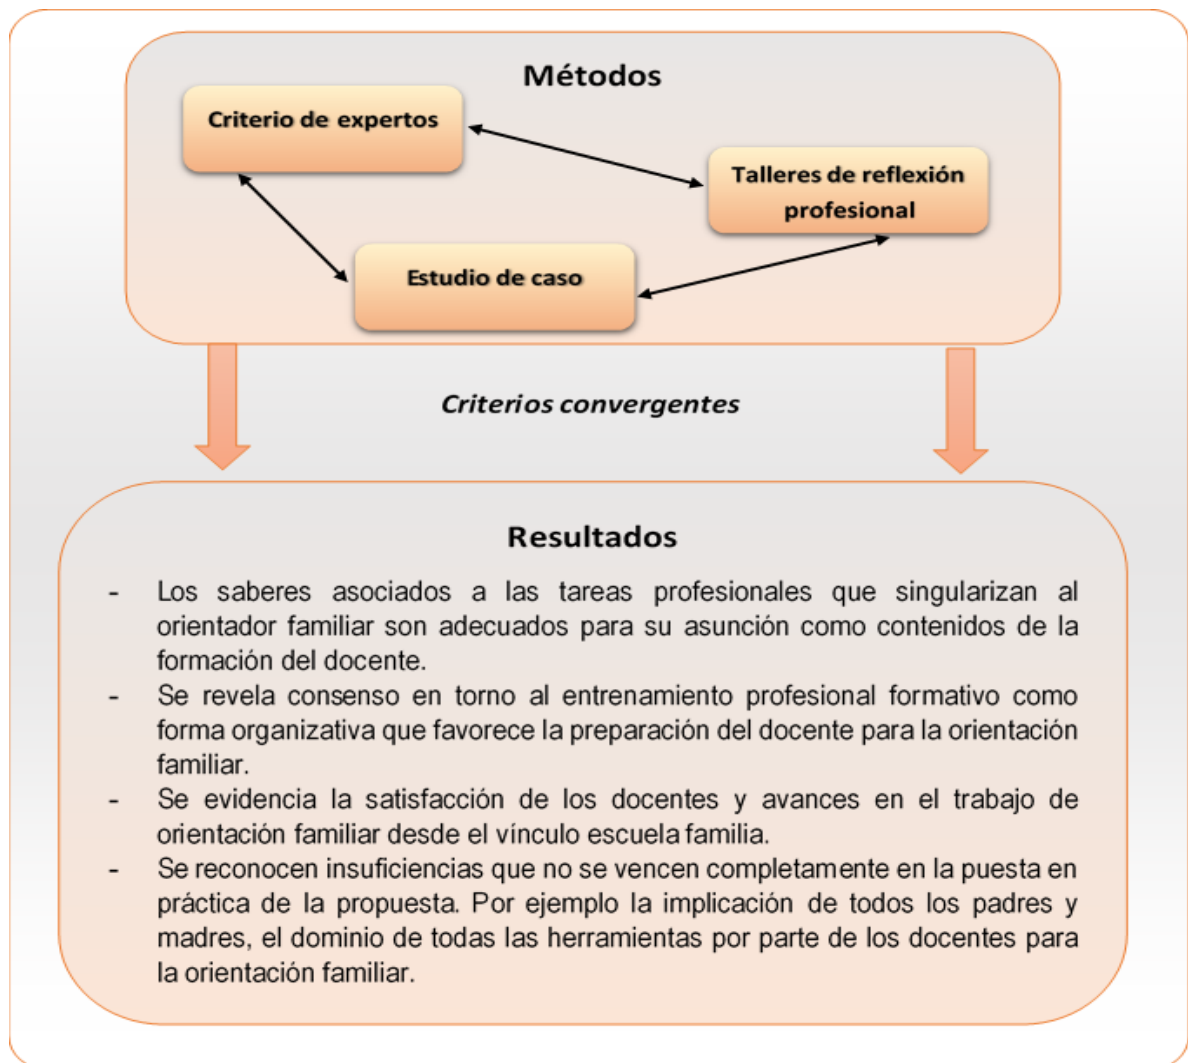 Métodos
Criterio de expertos
Talleres de reflexión
profesional
Estudio de caso
Criterios convergentes
Resultados
- Los saberes asociados a las tareas profesionales que singularizan al
orientador familiar son adecuados para su asunción como contenidos de la
formación del docente.
- Se revela consenso en torno al entrenamiento profesional formativo como
forma organizativa que favorece la preparación del docente para la orientación
familiar.
- Se evidencia la satisfacción de los docentes y avances en el trabajo de
orientación familiar desde el vínculo escuela familia.
- Se reconocen insuficiencias que no se vencen completamente en la puesta en
práctica de la propuesta. Por ejemplo la implicación de todos los padres y
madres, el dominio de todas las herramientas por parte de los docentes para
la orientación familiar.